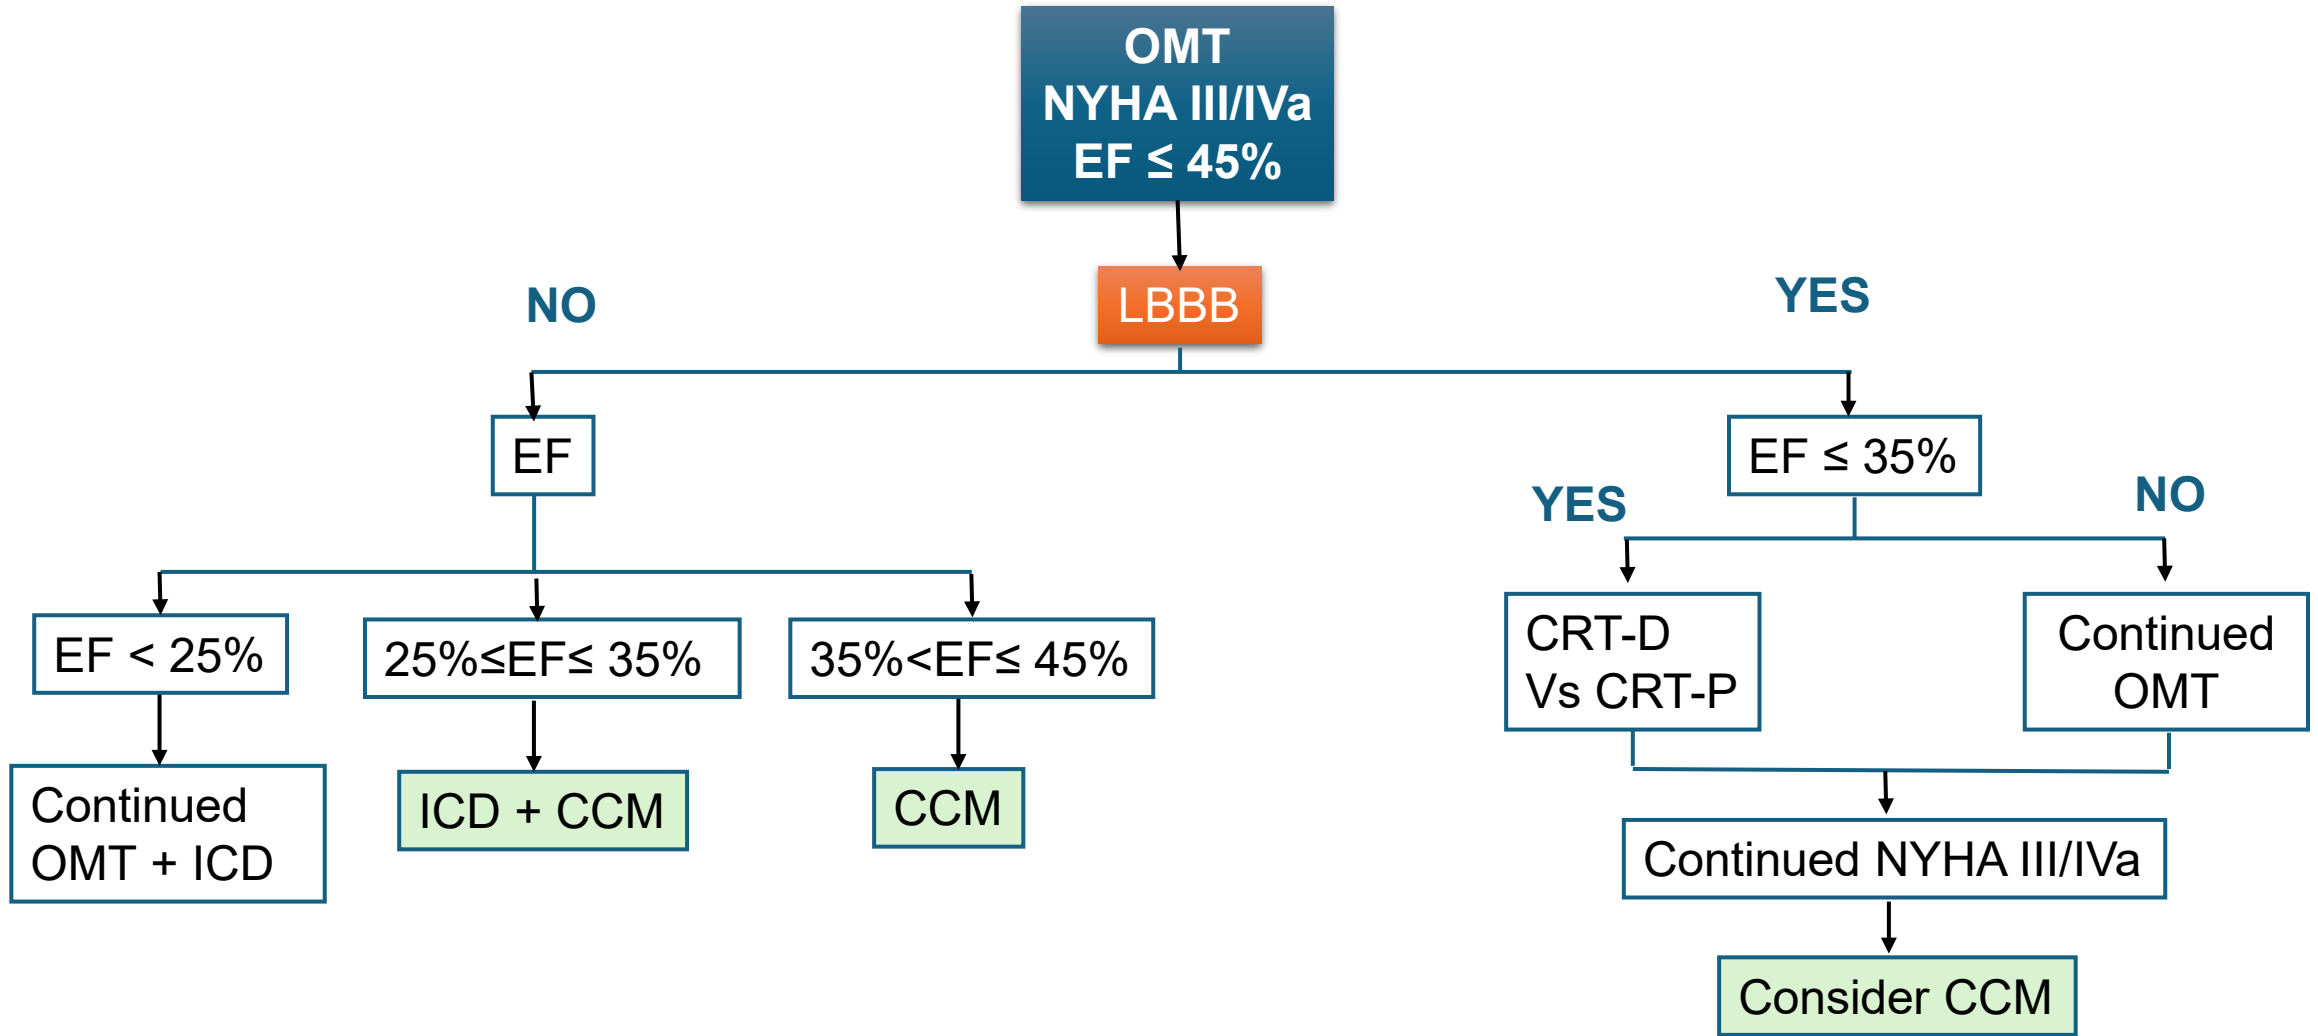 OMT
NYHA III/IVa
EF ≤ 45%
LBBB
NO
YES
EF
EF ≤ 35%
YES
NO
EF < 25%
25%≤EF≤ 35%
35%<EF≤ 45%
CRT-D
Vs CRT-P
Continued
OMT
Continued
OMT + ICD
ICD + CCM
CCM
Continued NYHA III/IVa
Consider CCM